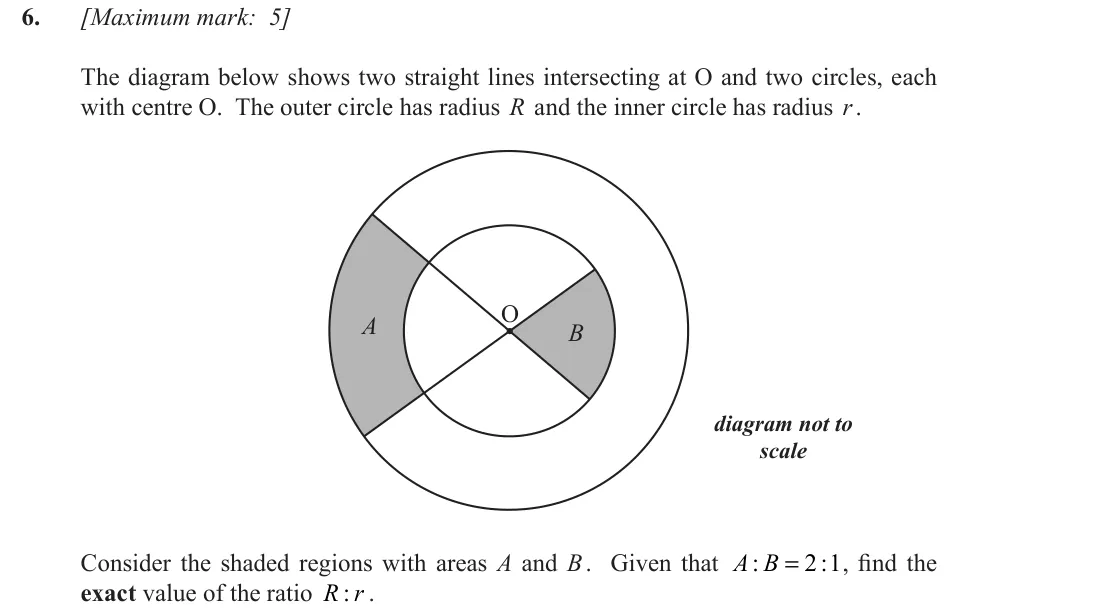 6. [Maximum mark: 5]
The diagram below shows two straight lines intersecting at O and two circles, each
with centre O. The outer circle has radius R and the inner circle has radius r.
O
A
B
diagram not to
scale
Consider the shaded regions with areas A and B. Given that A:B=2:1, find the
exact value of the ratio R:r.